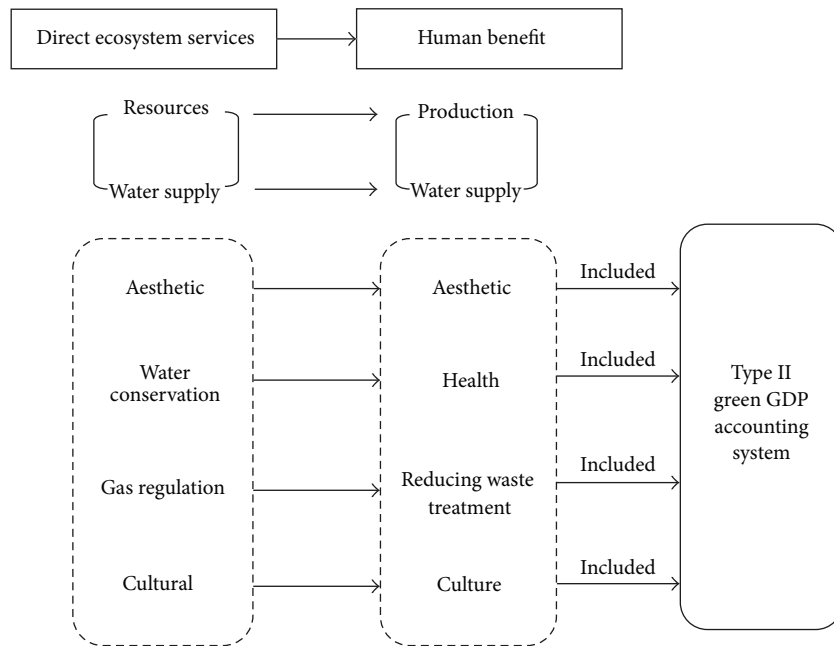 Direct ecosystem services
Human benefit
Resources
Production
Water supply
Water supply
Aesthetic
Aesthetic
Included
Water
conservation
Health
Included
Type II
green GDP
accounting
system
Gas regulation
Reducing waste
treatment
Included
Cultural
Culture
Included